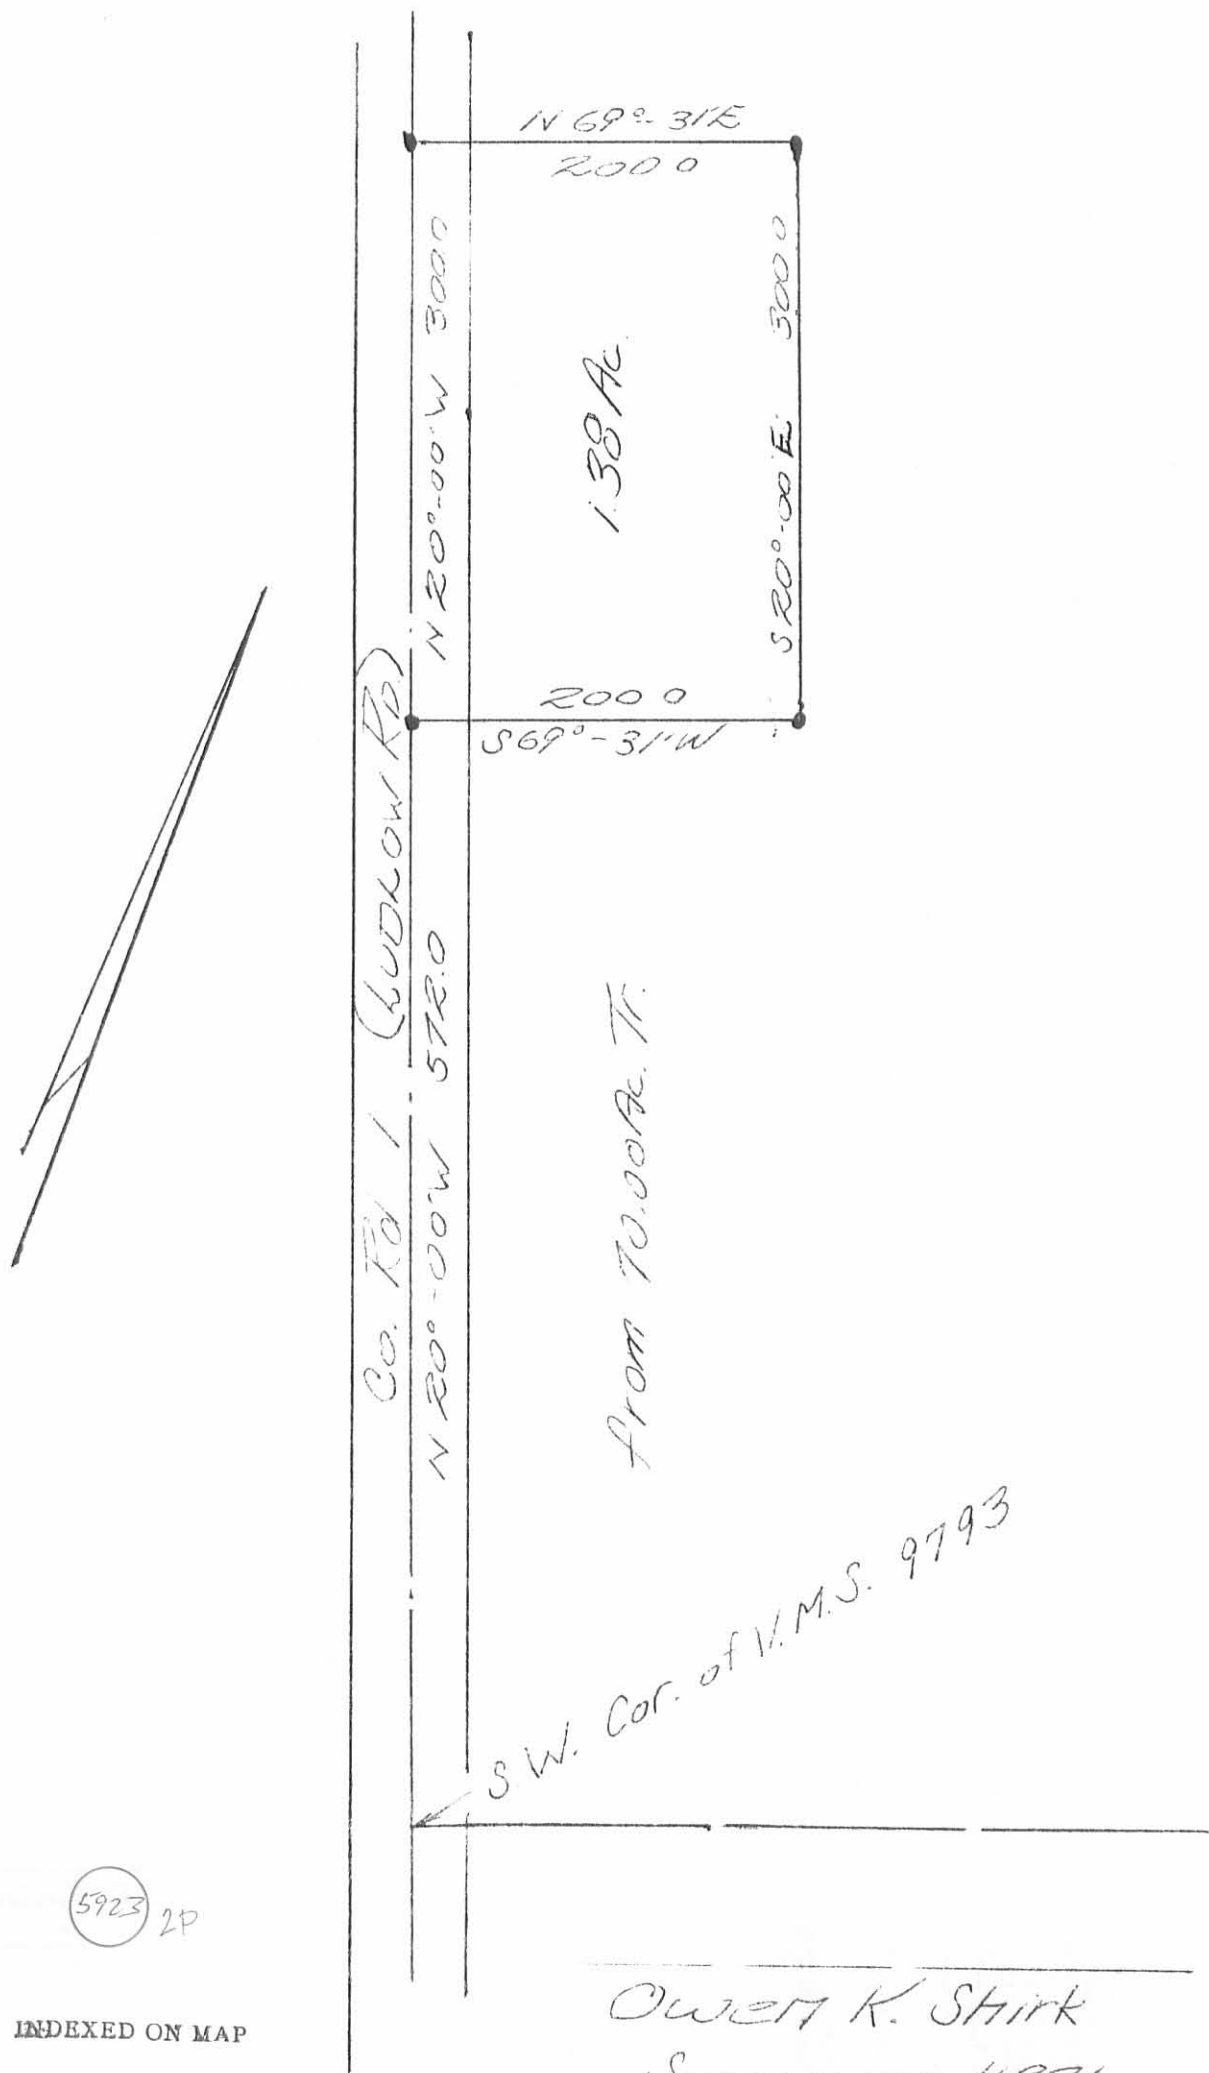 N 69°-31'E
200 0
N 20°-00'W 300.0
1.38 Ac.
S 20°-00'E 300 0
200 0
S 69°-31'W
Co. Rd 1 (LUDLOW RD.)
N 20°-00'W 572.0
from 70.00 Ac. Tr.
S.W. Cor. of V.M.S. 9793
5923 2P
INDEXED ON MAP
Owen K. Shirk